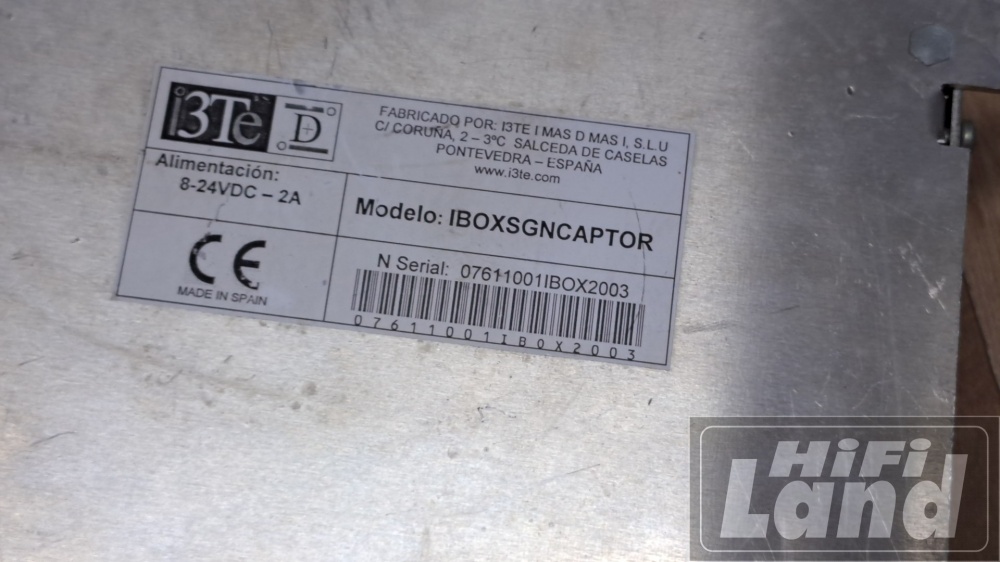 i3Te
D
FABRICADO POR: I3TE I MAS D MAS I, S.L.U
C/ CORUÑA, 2 – 3ºC SALCEDA DE CASELAS
PONTEVEDRA – ESPAÑA
www.i3te.com
Alimentación:
8-24VDC – 2A
Modelo: IBOXSGNCAPTOR
CE
MADE IN SPAIN
N Serial: 07611001IBOX2003
07611001IBOX2003
HiFi
Land